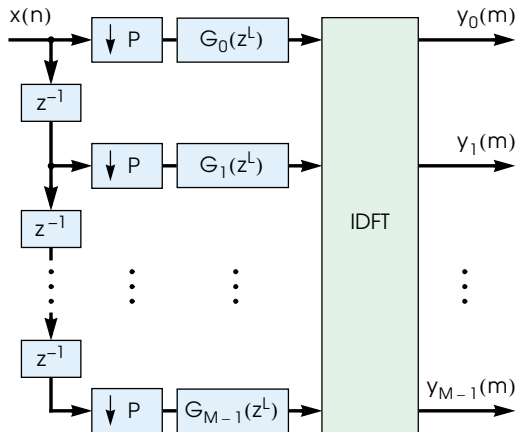 x(n)
↓ P
G₀(zᴸ)
y₀(m)
z⁻¹
↓ P
G₁(zᴸ)
y₁(m)
z⁻¹
IDFT
z⁻¹
↓ P
G_{M−1}(zᴸ)
y_{M−1}(m)